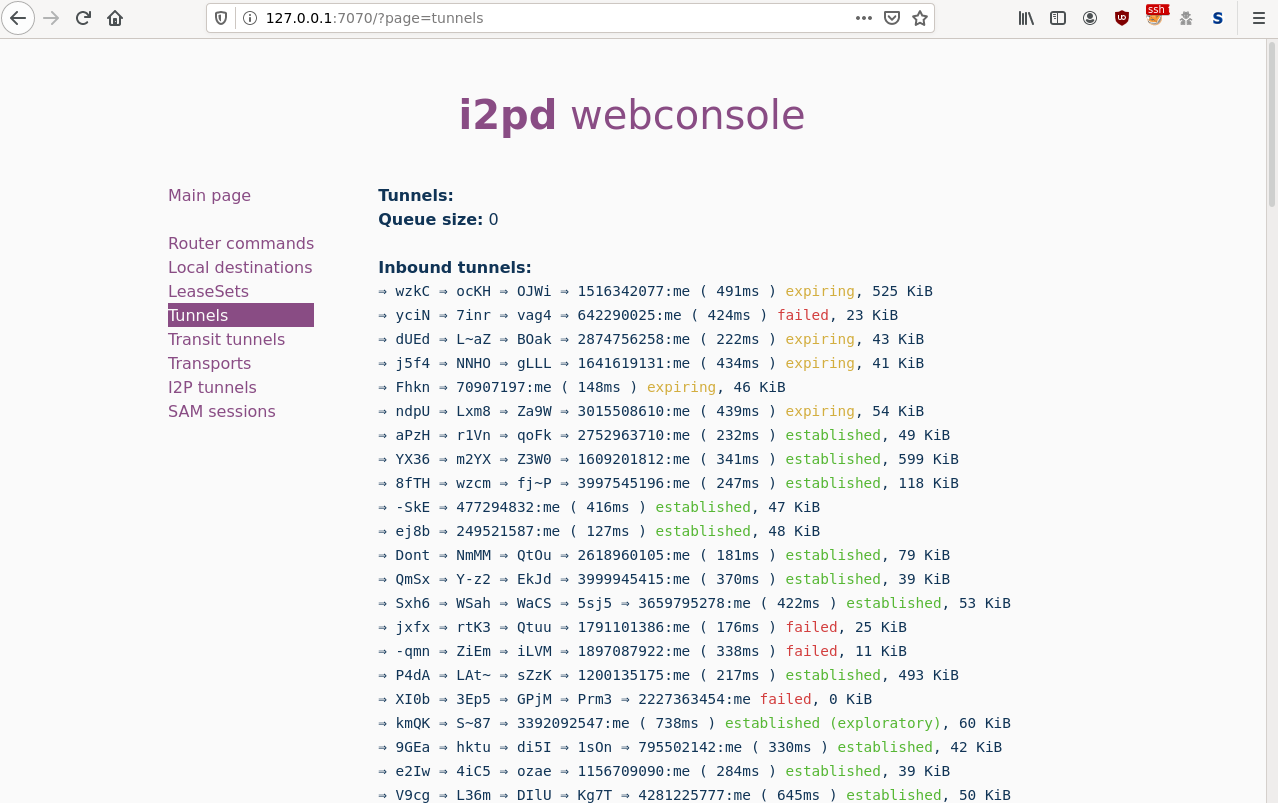 127.0.0.1:7070/?page=tunnels
ssh
S
i2pd webconsole
Main page
Router commands
Local destinations
LeaseSets
Tunnels
Transit tunnels
Transports
I2P tunnels
SAM sessions
Tunnels:
Queue size: 0
Inbound tunnels:
⇒ wzkC ⇒ ocKH ⇒ OJWi ⇒ 1516342077:me ( 491ms ) expiring, 525 KiB
⇒ yciN ⇒ 7inr ⇒ vag4 ⇒ 642290025:me ( 424ms ) failed, 23 KiB
⇒ dUEd ⇒ L~aZ ⇒ BOak ⇒ 2874756258:me ( 222ms ) expiring, 43 KiB
⇒ j5f4 ⇒ NNHO ⇒ gLLL ⇒ 1641619131:me ( 434ms ) expiring, 41 KiB
⇒ Fhkn ⇒ 70907197:me ( 148ms ) expiring, 46 KiB
⇒ ndpU ⇒ Lxm8 ⇒ Za9W ⇒ 3015508610:me ( 439ms ) expiring, 54 KiB
⇒ aPzH ⇒ r1Vn ⇒ qoFk ⇒ 2752963710:me ( 232ms ) established, 49 KiB
⇒ YX36 ⇒ m2YX ⇒ Z3W0 ⇒ 1609201812:me ( 341ms ) established, 599 KiB
⇒ 8fTH ⇒ wzcm ⇒ fj~P ⇒ 3997545196:me ( 247ms ) established, 118 KiB
⇒ -SkE ⇒ 477294832:me ( 416ms ) established, 47 KiB
⇒ ej8b ⇒ 249521587:me ( 127ms ) established, 48 KiB
⇒ Dont ⇒ NmMM ⇒ QtOu ⇒ 2618960105:me ( 181ms ) established, 79 KiB
⇒ QmSx ⇒ Y-z2 ⇒ EkJd ⇒ 3999945415:me ( 370ms ) established, 39 KiB
⇒ Sxh6 ⇒ WSah ⇒ WaCS ⇒ 5sj5 ⇒ 3659795278:me ( 422ms ) established, 53 KiB
⇒ jxfx ⇒ rtK3 ⇒ Qtuu ⇒ 1791101386:me ( 176ms ) failed, 25 KiB
⇒ -qmn ⇒ ZiEm ⇒ iLVM ⇒ 1897087922:me ( 338ms ) failed, 11 KiB
⇒ P4dA ⇒ LAt~ ⇒ sZzK ⇒ 1200135175:me ( 217ms ) established, 493 KiB
⇒ XI0b ⇒ 3Ep5 ⇒ GPjM ⇒ Prm3 ⇒ 2227363454:me failed, 0 KiB
⇒ kmQK ⇒ S~87 ⇒ 3392092547:me ( 738ms ) established (exploratory), 60 KiB
⇒ 9GEa ⇒ hktu ⇒ di5I ⇒ 1sOn ⇒ 795502142:me ( 330ms ) established, 42 KiB
⇒ e2Iw ⇒ 4iC5 ⇒ ozae ⇒ 1156709090:me ( 284ms ) established, 39 KiB
⇒ V9cg ⇒ L36m ⇒ DIlU ⇒ Kg7T ⇒ 4281225777:me ( 645ms ) established, 50 KiB